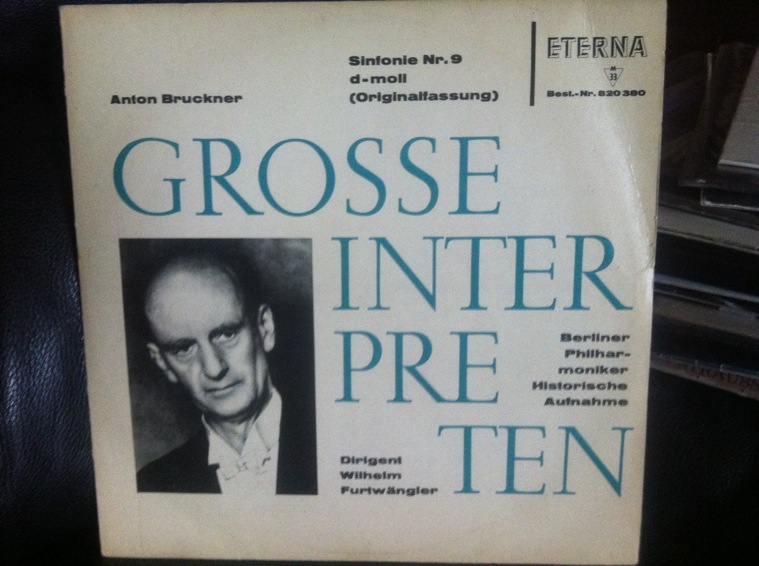 Anton Bruckner
Sinfonie Nr. 9
d-moll
(Originalfassung)
ETERNA
M
33
Best.-Nr. 820 380
GROSSE
INTER
PRE
TEN
Berliner
Philhar-
moniker
Historische
Aufnahme
Dirigent
Wilhelm
Furtwängler